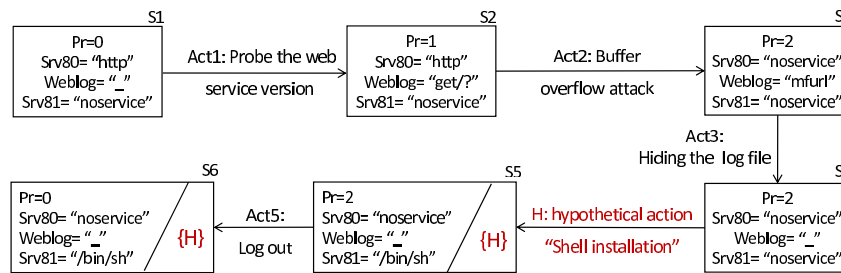 S1
Pr=0
Srv80= "http"
Weblog= "_"
Srv81= "noservice"
Act1: Probe the web
service version
S2
Pr=1
Srv80= "http"
Weblog= "get/?"
Srv81= "noservice"
Act2: Buffer
overflow attack
S
Pr=2
Srv80= "noservice"
Weblog= "mfurl"
Srv81= "noservice"
Act3:
Hiding the log file
S
Pr=2
Srv80= "noservice"
Weblog= "_"
Srv81= "noservice"
H: hypothetical action
"Shell installation"
S5
Pr=2
Srv80= "noservice"
Weblog= "_"
Srv81= "/bin/sh"
{H}
Act5:
Log out
S6
Pr=0
Srv80= "noservice"
Weblog= "_"
Srv81= "/bin/sh"
{H}